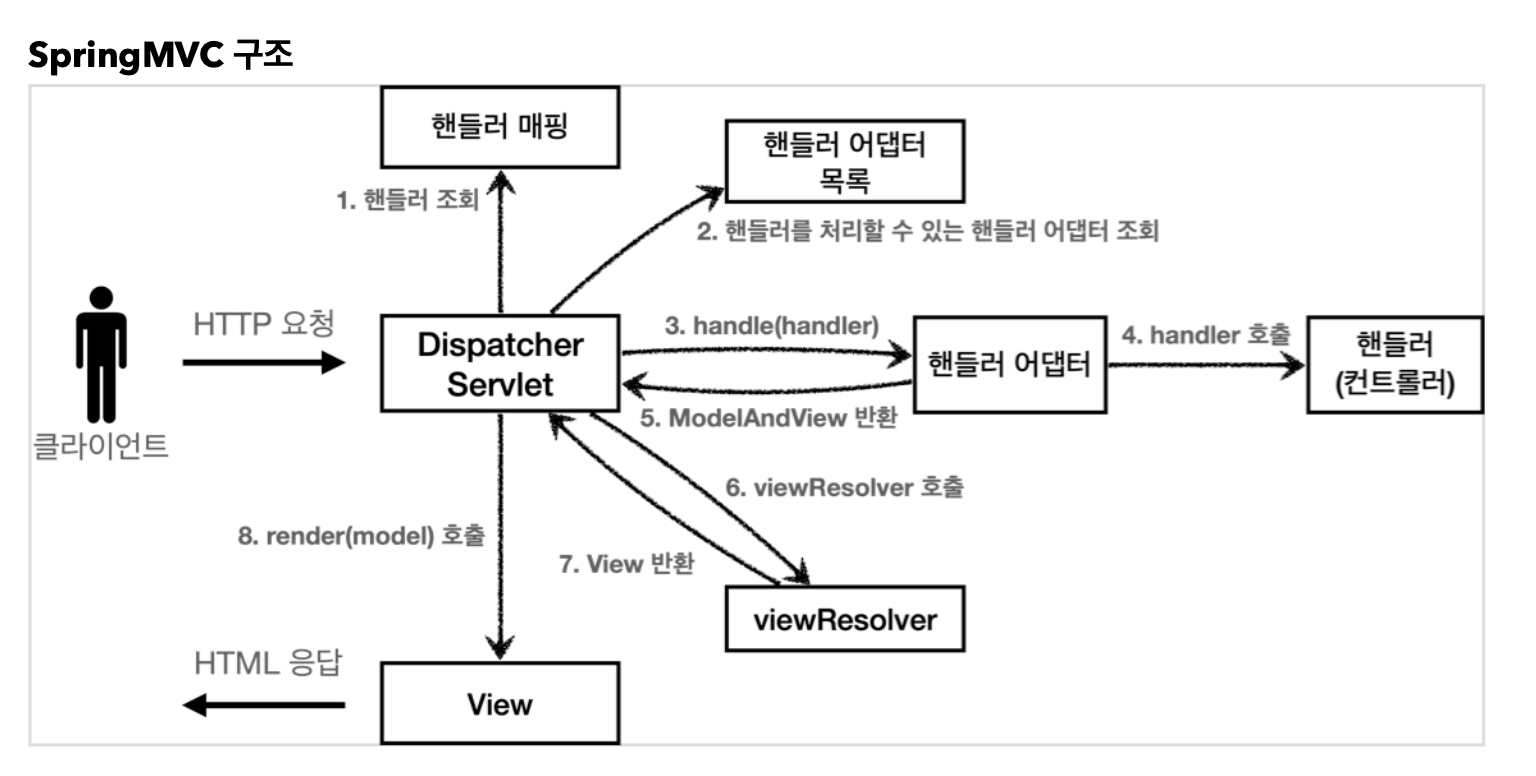 SpringMVC 구조
핸들러 매핑
핸들러 어댑터
목록
1. 핸들러 조회
2. 핸들러를 처리할 수 있는 핸들러 어댑터 조회
HTTP 요청
Dispatcher
Servlet
3. handle(handler)
핸들러 어댑터
4. handler 호출
핸들러
(컨트롤러)
5. ModelAndView 반환
클라이언트
6. viewResolver 호출
8. render(model) 호출
7. View 반환
viewResolver
HTML 응답
View